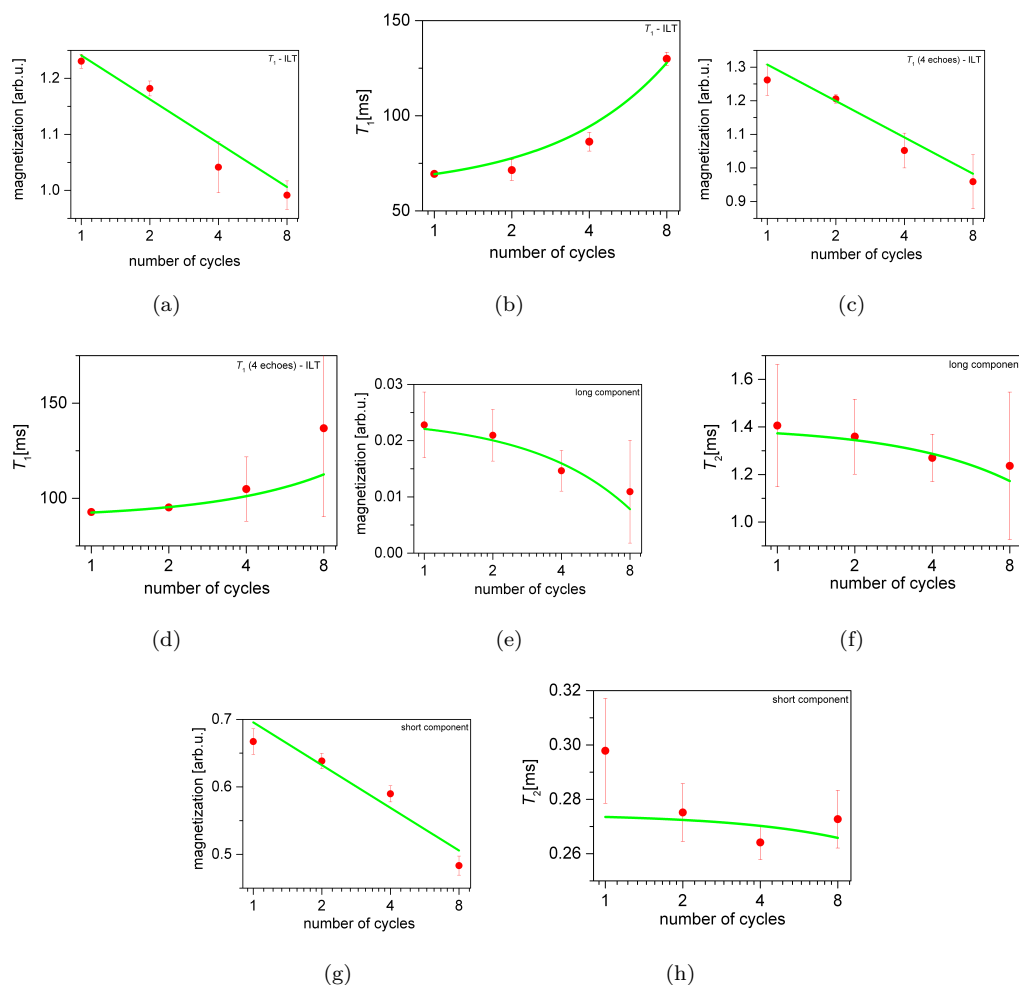 T₁ - ILT
magnetization [arb.u.]
1.2
1.1
1.0
1 2 4 8
number of cycles
(a)
T₁ - ILT
T₁[ms]
150
100
50
1 2 4 8
number of cycles
(b)
T₁ (4 echoes) - ILT
magnetization [arb.u.]
1.3
1.2
1.1
1.0
0.9
1 2 4 8
number of cycles
(c)
T₁ (4 echoes) - ILT
T₁[ms]
150
100
1 2 4 8
number of cycles
(d)
long component
magnetization [arb.u.]
0.03
0.02
0.01
0.00
1 2 4 8
number of cycles
(e)
long component
T₂[ms]
1.6
1.4
1.2
1.0
1 2 4 8
number of cycles
(f)
short component
magnetization [arb.u.]
0.7
0.6
0.5
1 2 4 8
number of cycles
(g)
short component
T₂[ms]
0.32
0.30
0.28
0.26
1 2 4 8
number of cycles
(h)